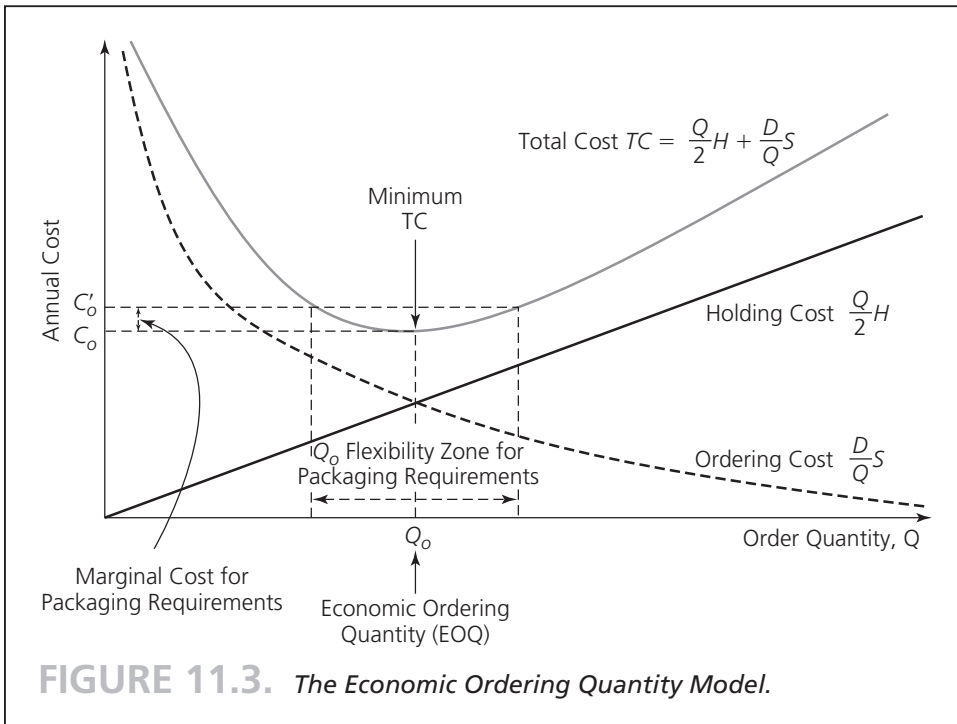 Total Cost TC = Q/2 H + D/Q S
Minimum
TC
Annual Cost
C′o
Co
Holding Cost Q/2 H
Qo Flexibility Zone for
Packaging Requirements
Ordering Cost D/Q S
Qo
Order Quantity, Q
Marginal Cost for
Packaging Requirements
Economic Ordering
Quantity (EOQ)
FIGURE 11.3. The Economic Ordering Quantity Model.